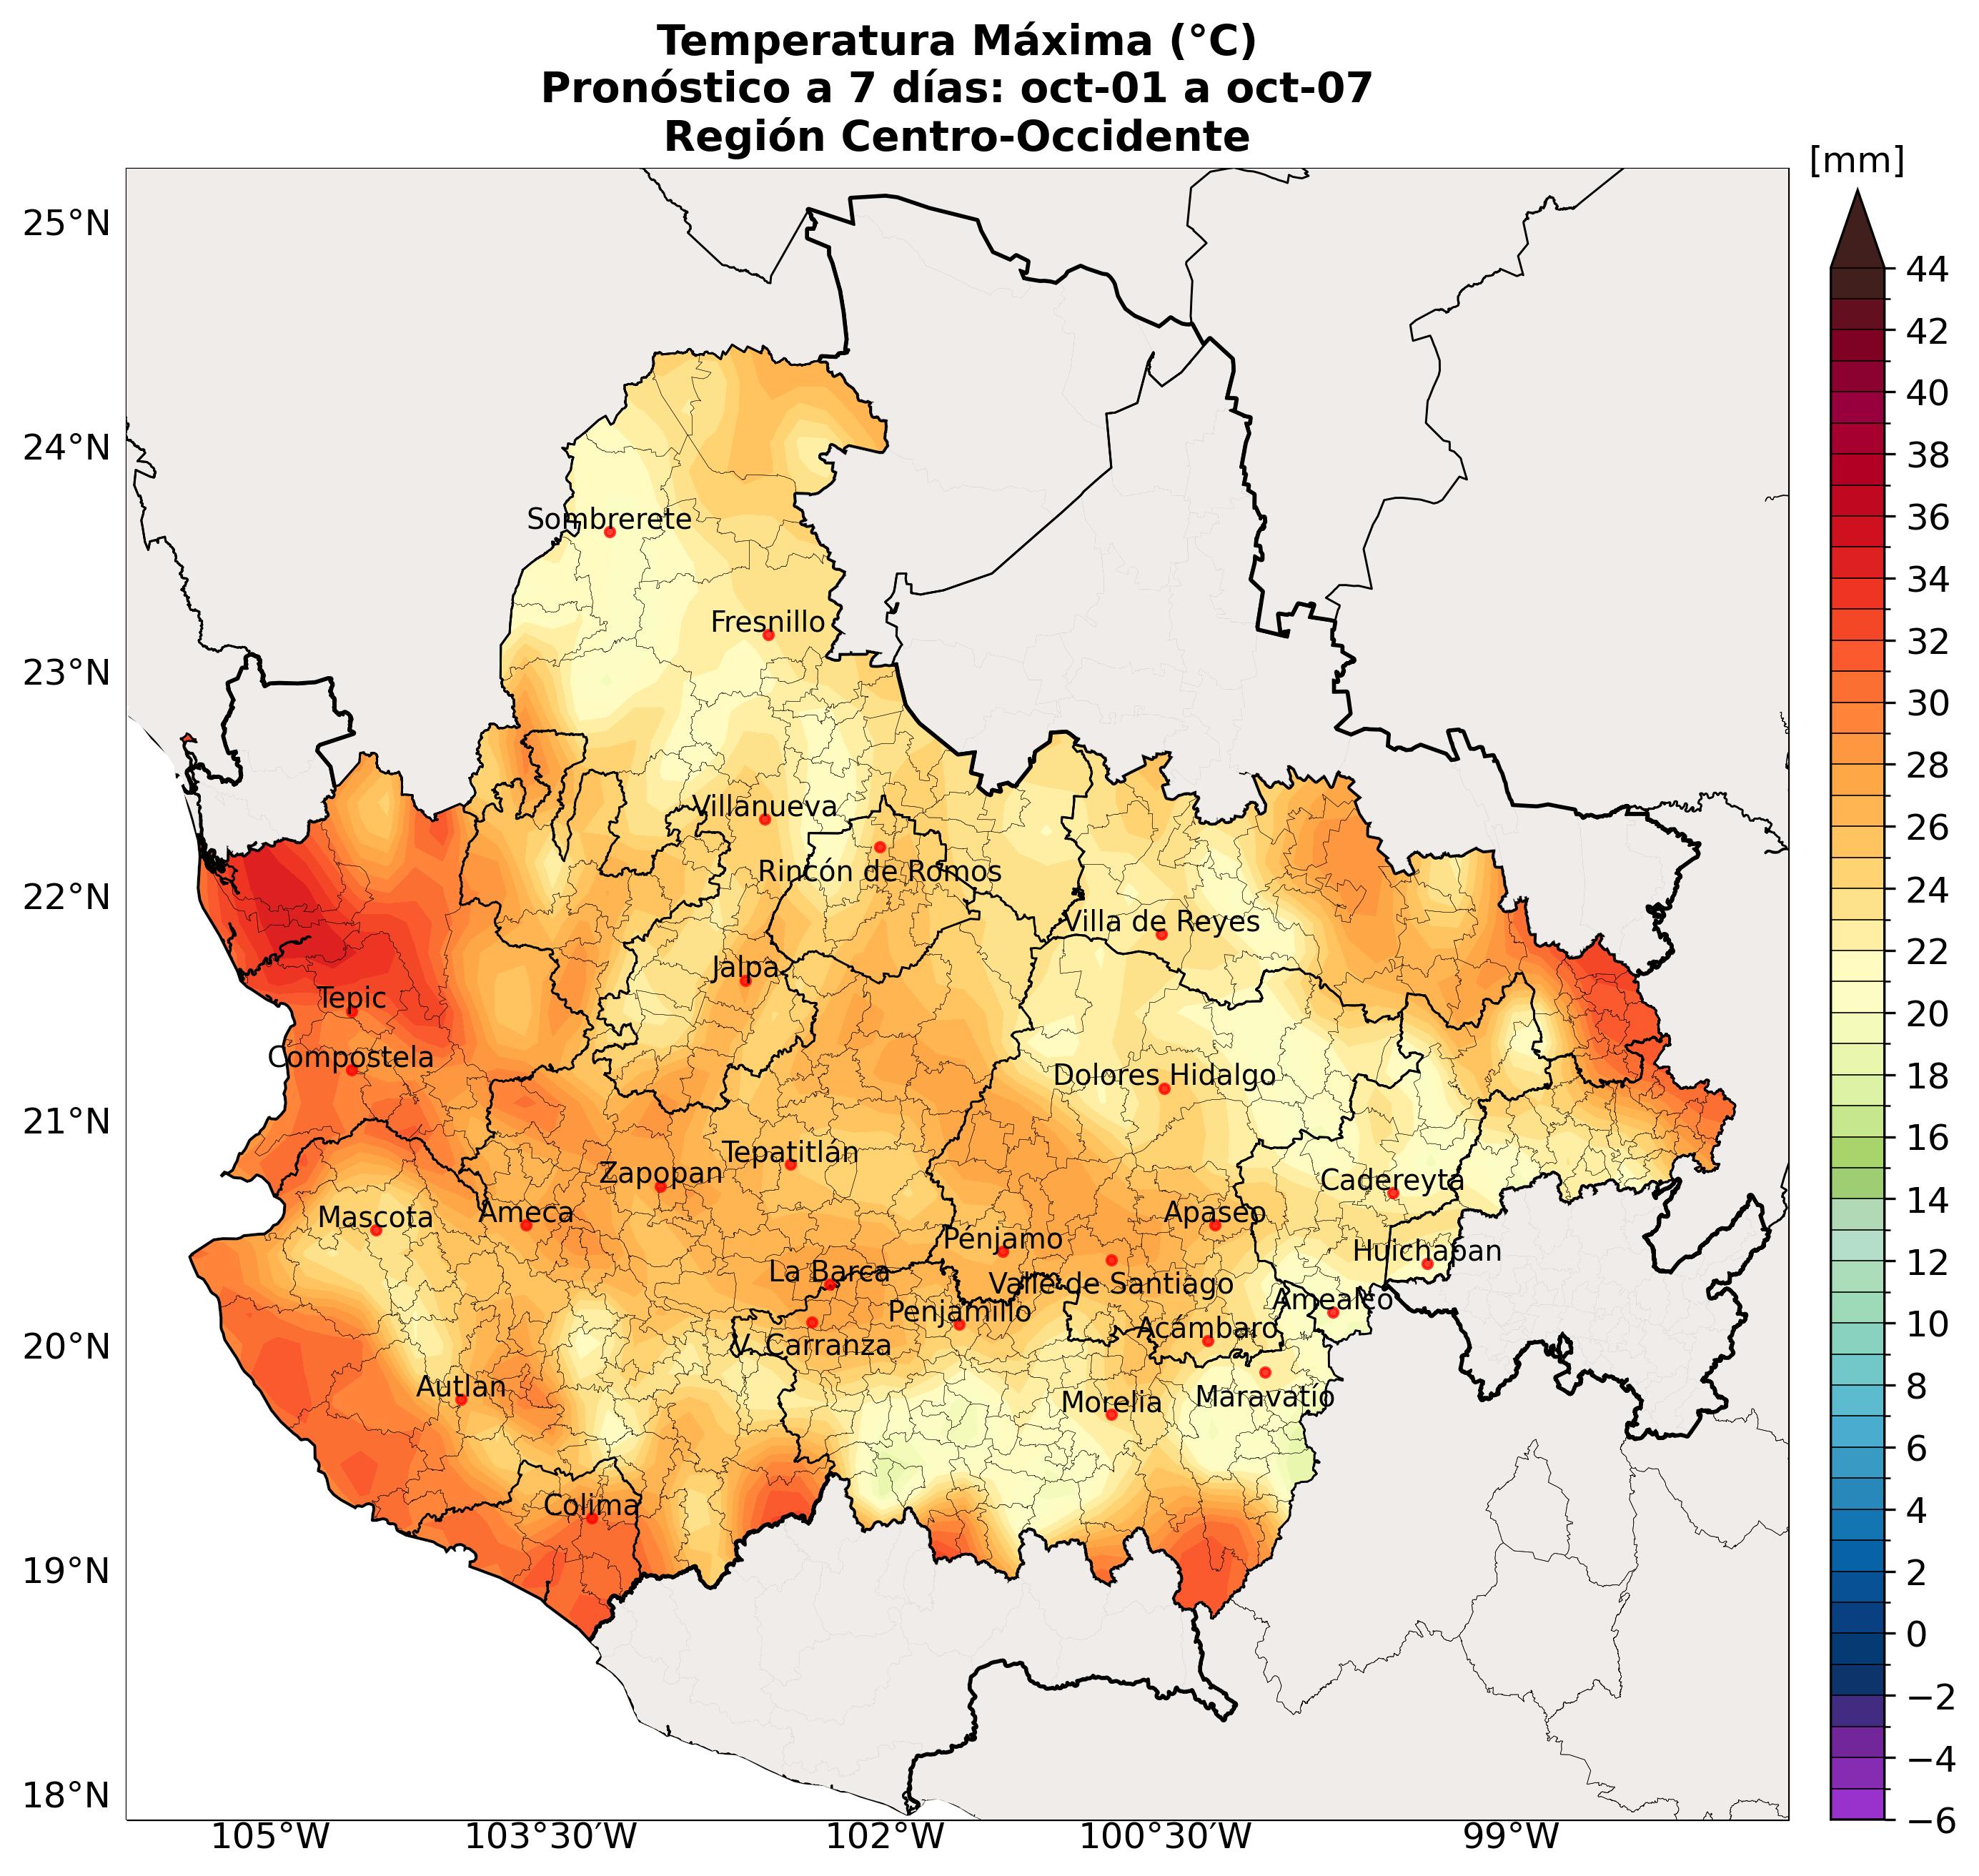 Temperatura Máxima (°C)
Pronóstico a 7 días: oct-01 a oct-07
Región Centro-Occidente
[mm]
25°N
24°N
23°N
22°N
21°N
20°N
19°N
18°N
Sombrerete
Fresnillo
Villanueva
Rincón de Romos
Villa de Reyes
Jalpa
Tepic
Compostela
Dolores Hidalgo
Tepatitlán
Zapopan
Cadereyta
Mascota
Ameca
Apaseo
Pénjamo
Huichapan
La Barca
Valle de Santiago
Amealco
Penjamillo
Acámbaro
V. Carranza
Autlan
Morelia
Maravatío
Colima
105°W
103°30′W
102°W
100°30′W
99°W
44
42
40
38
36
34
32
30
28
26
24
22
20
18
16
14
12
10
8
6
4
2
0
−2
−4
−6